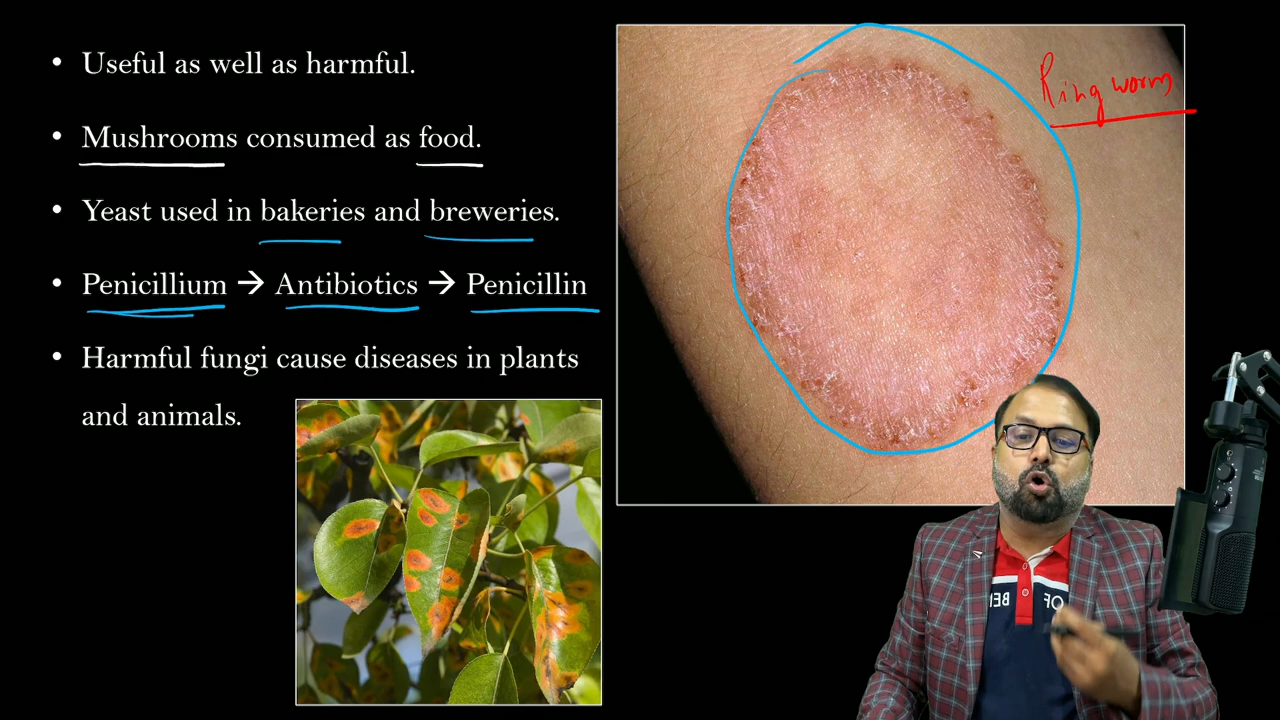 • Useful as well as harmful.
• Mushrooms consumed as food.
• Yeast used in bakeries and breweries.
• Penicillium → Antibiotics → Penicillin
• Harmful fungi cause diseases in plants
and animals.
Ring worm